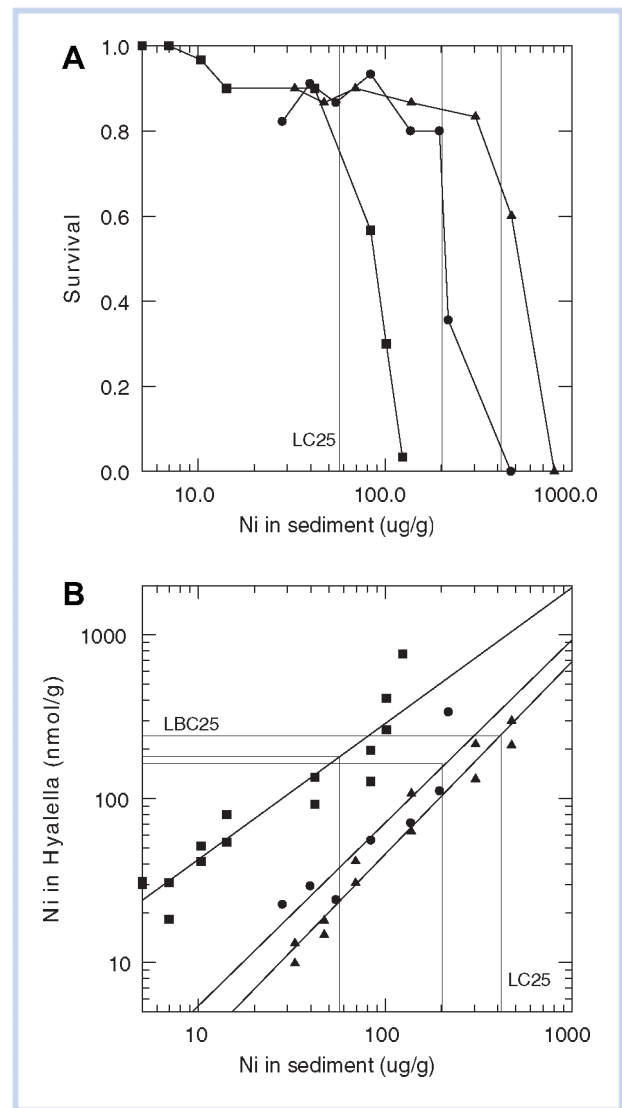 A
1.0
0.8
0.6
0.4
0.2
0.0
Survival
LC25
10.0 100.0 1000.0
Ni in sediment (ug/g)
B
1000
100
10
Ni in Hyalella (nmol/g)
LBC25
LC25
10 100 1000
Ni in sediment (ug/g)